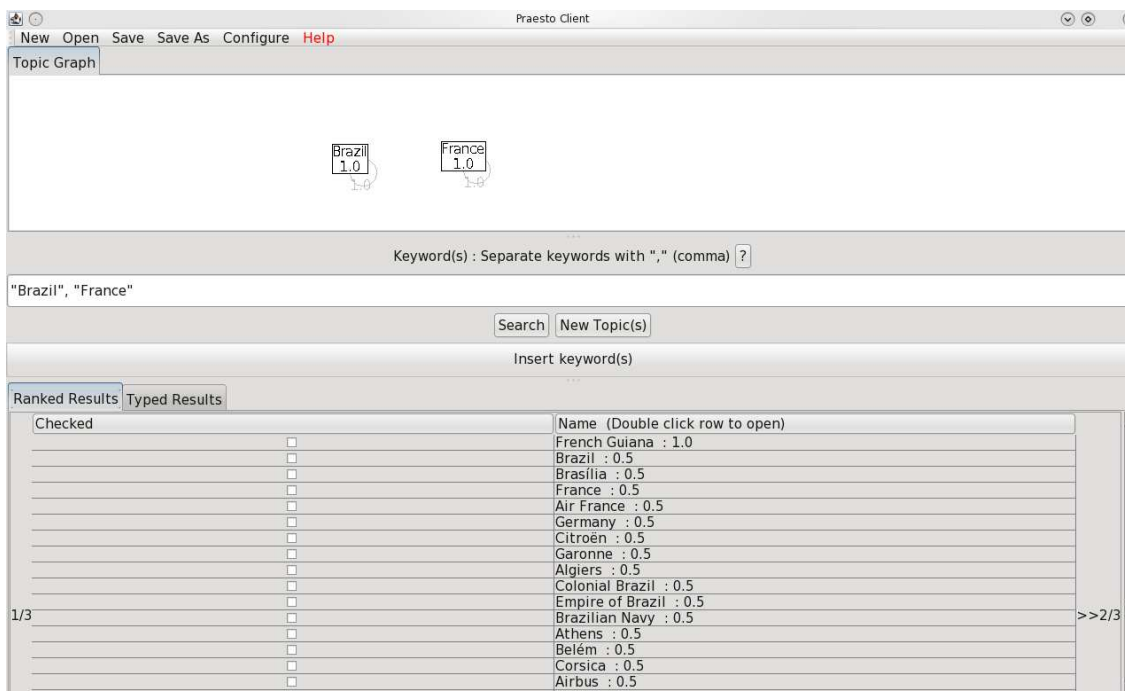 Praesto Client
New Open Save Save As Configure Help
Topic Graph
Brazil
1.0
1.0
France
1.0
1.0
Keyword(s) : Separate keywords with "," (comma) ?
"Brazil", "France"
Search New Topic(s)
Insert keyword(s)
Ranked Results Typed Results
Checked Name (Double click row to open)
French Guiana : 1.0
Brazil : 0.5
Brasília : 0.5
France : 0.5
Air France : 0.5
Germany : 0.5
Citroën : 0.5
Garonne : 0.5
Algiers : 0.5
Colonial Brazil : 0.5
Empire of Brazil : 0.5
1/3 Brazilian Navy : 0.5 >>2/3
Athens : 0.5
Belém : 0.5
Corsica : 0.5
Airbus : 0.5